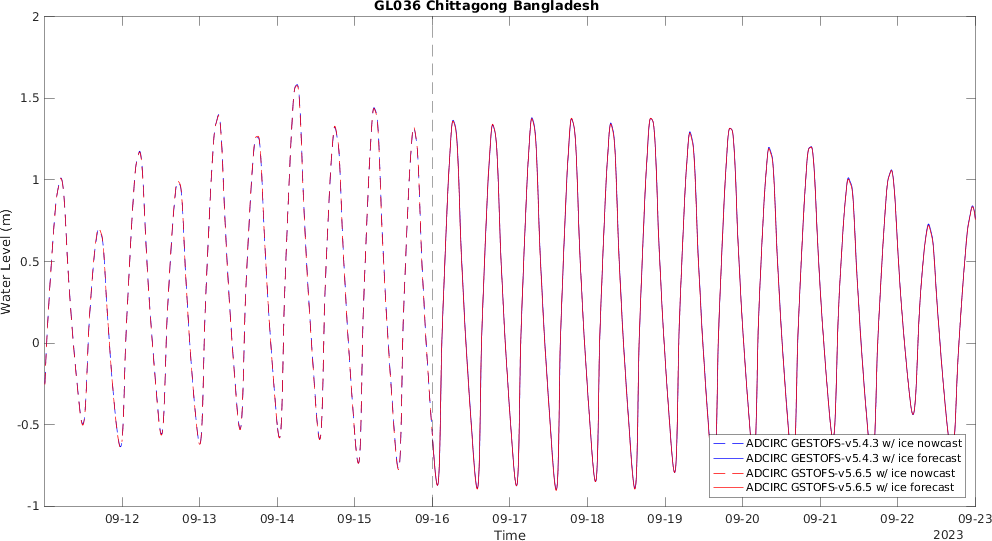 GL036 Chittagong Bangladesh
2
1.5
1
0.5
0
-0.5
-1
Water Level (m)
ADCIRC GESTOFS-v5.4.3 w/ ice nowcast
ADCIRC GESTOFS-v5.4.3 w/ ice forecast
ADCIRC GSTOFS-v5.6.5 w/ ice nowcast
ADCIRC GSTOFS-v5.6.5 w/ ice forecast
09-12 09-13 09-14 09-15 09-16 09-17 09-18 09-19 09-20 09-21 09-22 09-23
Time
2023